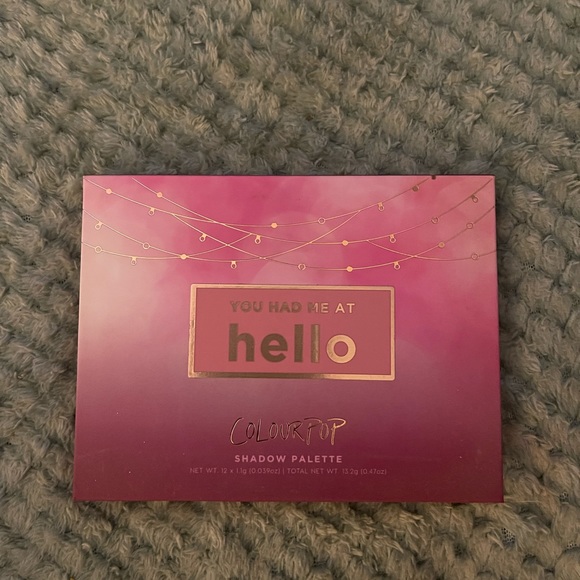 YOU HAD ME AT
hello
COLOURPOP
SHADOW PALETTE
NET WT. 12 x 1.1g (0.039oz) | TOTAL NET WT. 13.2g (0.47oz)